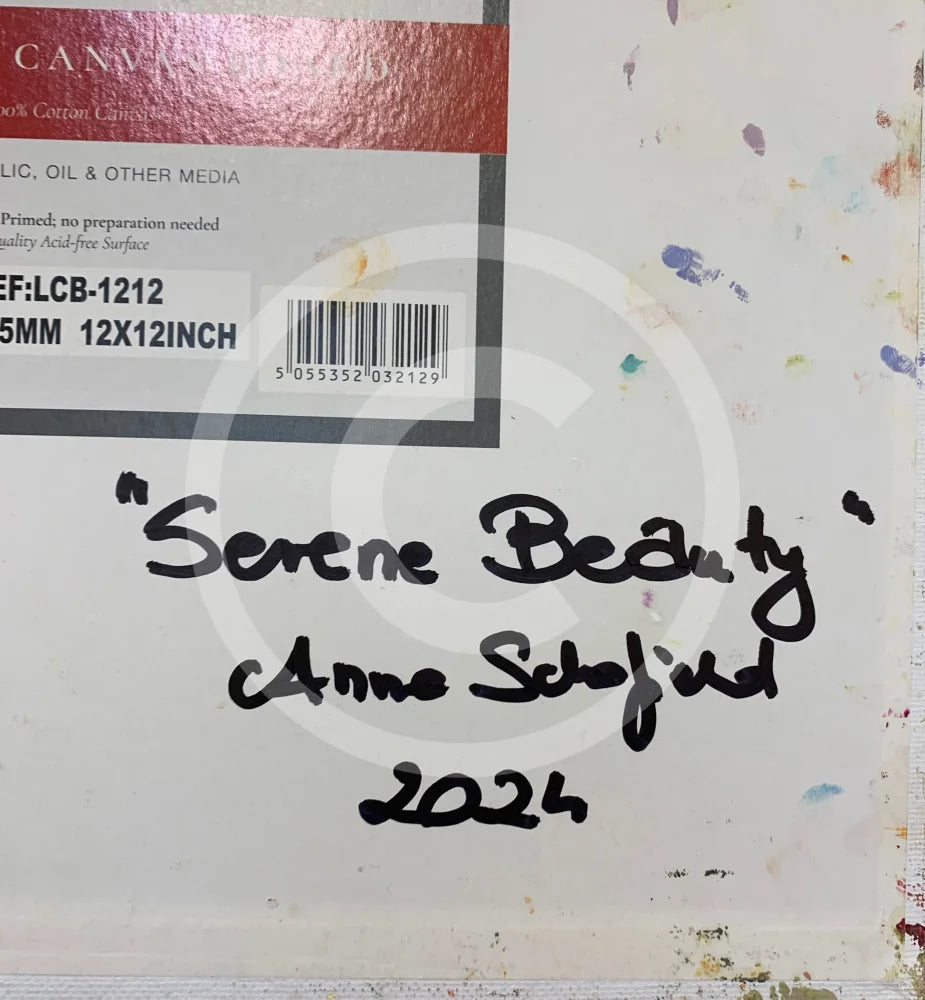 CANVAS BOARD
00% Cotton Canvas
LIC, OIL & OTHER MEDIA
Primed; no preparation needed
uality Acid-free Surface
EF:LCB-1212
5MM 12X12INCH
5 055352 032129
"Serene Beauty"
Anne Schofield
2024